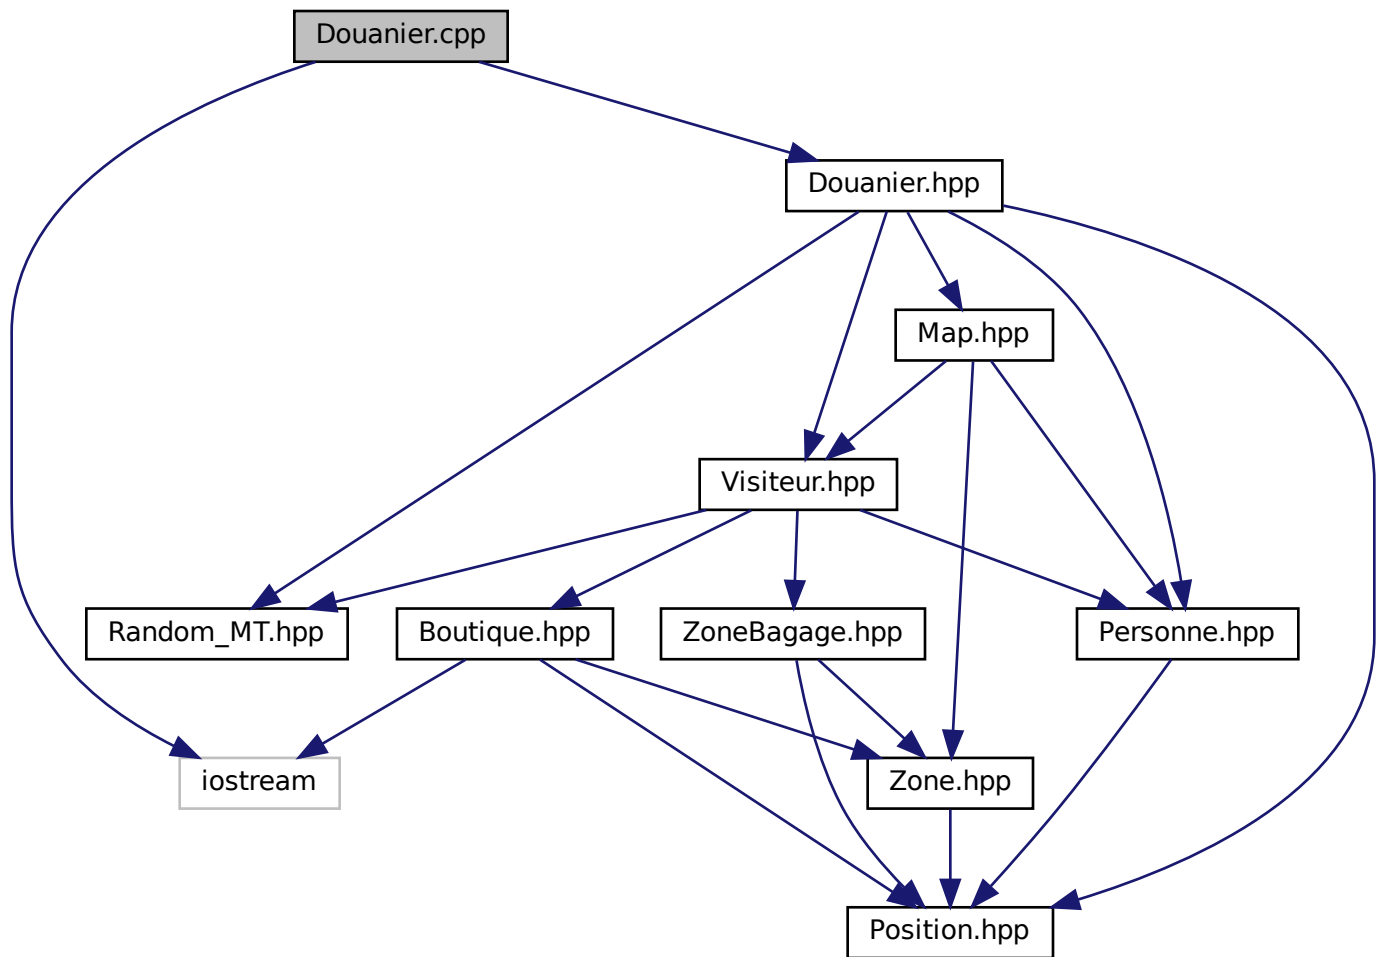 Douanier.cpp
Douanier.hpp
Map.hpp
Visiteur.hpp
Random_MT.hpp
Boutique.hpp
ZoneBagage.hpp
Personne.hpp
iostream
Zone.hpp
Position.hpp